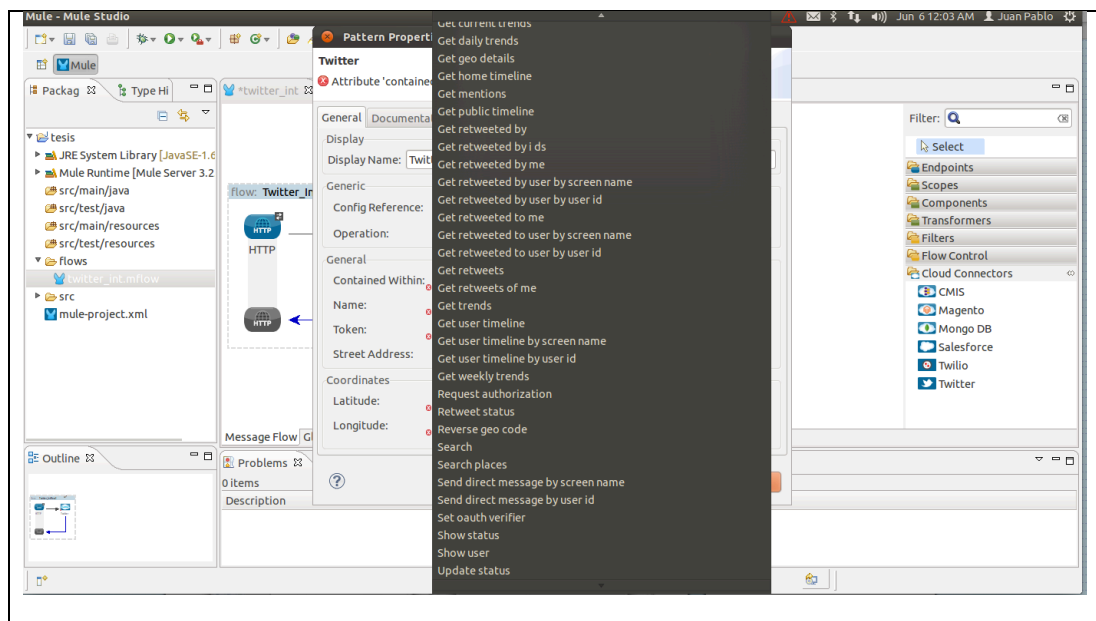 Mule - Mule Studio
Jun 6 12:03 AM Juan Pablo
Mule
Packag
Type Hi
tesis
JRE System Library [JavaSE-1.6
Mule Runtime [Mule Server 3.2
src/main/java
src/test/java
src/main/resources
src/test/resources
flows
twitter_int.mflow
src
mule-project.xml
*twitter_int
flow: Twitter_In
HTTP
HTTP
HTTP
Message Flow
Pattern Properti
Twitter
Attribute 'containe
General Documentat
Display
Display Name: Twitt
Generic
Config Reference:
Operation:
General
Contained Within:
Name:
Token:
Street Address:
Coordinates
Latitude:
Longitude:
Get current trends
Get daily trends
Get geo details
Get home timeline
Get mentions
Get public timeline
Get retweeted by
Get retweeted by i ds
Get retweeted by me
Get retweeted by user by screen name
Get retweeted by user by user id
Get retweeted to me
Get retweeted to user by screen name
Get retweeted to user by user id
Get retweets
Get retweets of me
Get trends
Get user timeline
Get user timeline by screen name
Get user timeline by user id
Get weekly trends
Request authorization
Retweet status
Reverse geo code
Search
Search places
Send direct message by screen name
Send direct message by user id
Set oauth verifier
Show status
Show user
Update status
Filter:
Select
Endpoints
Scopes
Components
Transformers
Filters
Flow Control
Cloud Connectors
CMIS
Magento
Mongo DB
Salesforce
Twilio
Twitter
Outline
Problems
0 items
Description